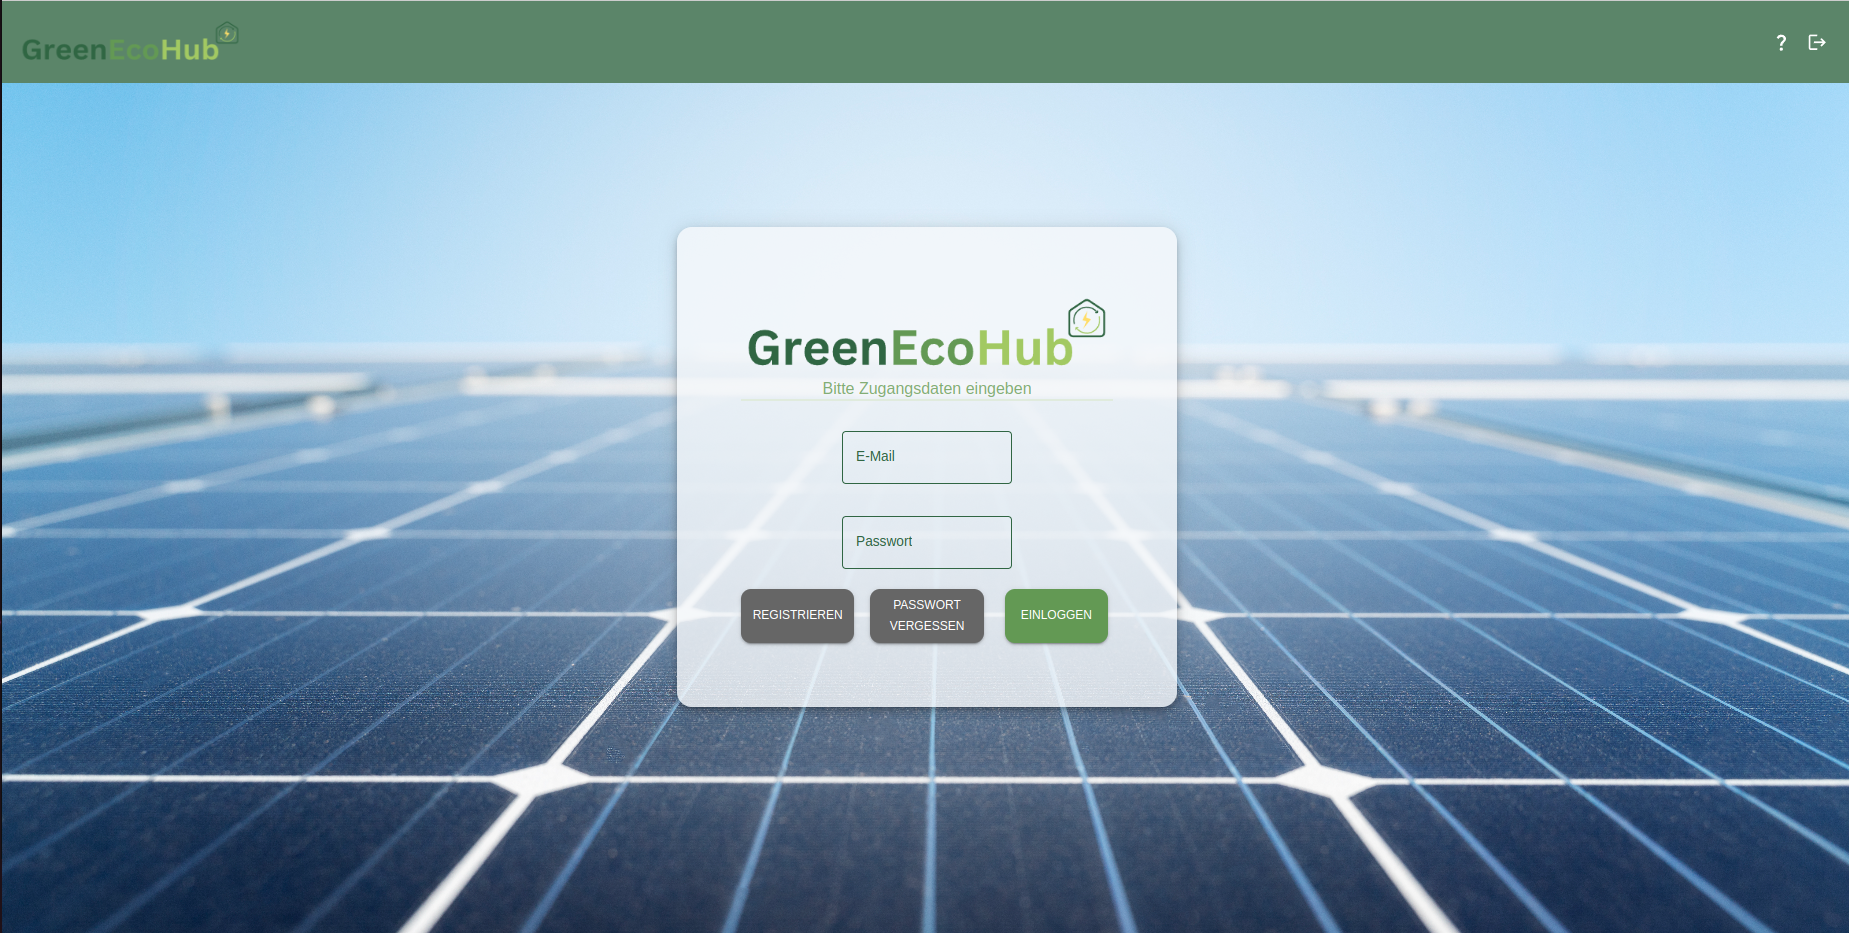 GreenEcoHub
?
GreenEcoHub
Bitte Zugangsdaten eingeben
E-Mail
Passwort
REGISTRIEREN
PASSWORT
VERGESSEN
EINLOGGEN